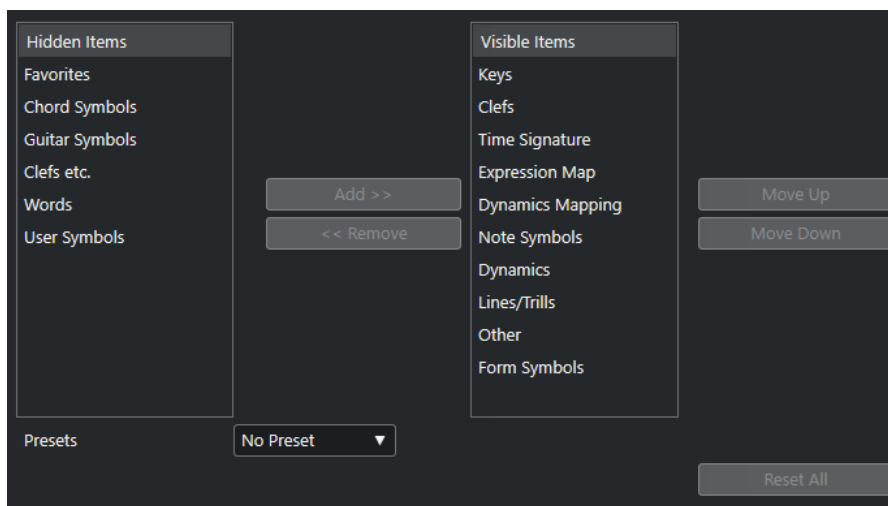 Hidden Items
Favorites
Chord Symbols
Guitar Symbols
Clefs etc.
Words
User Symbols
Add >>
<< Remove
Visible Items
Keys
Clefs
Time Signature
Expression Map
Dynamics Mapping
Note Symbols
Dynamics
Lines/Trills
Other
Form Symbols
Move Up
Move Down
Presets
No Preset
Reset All